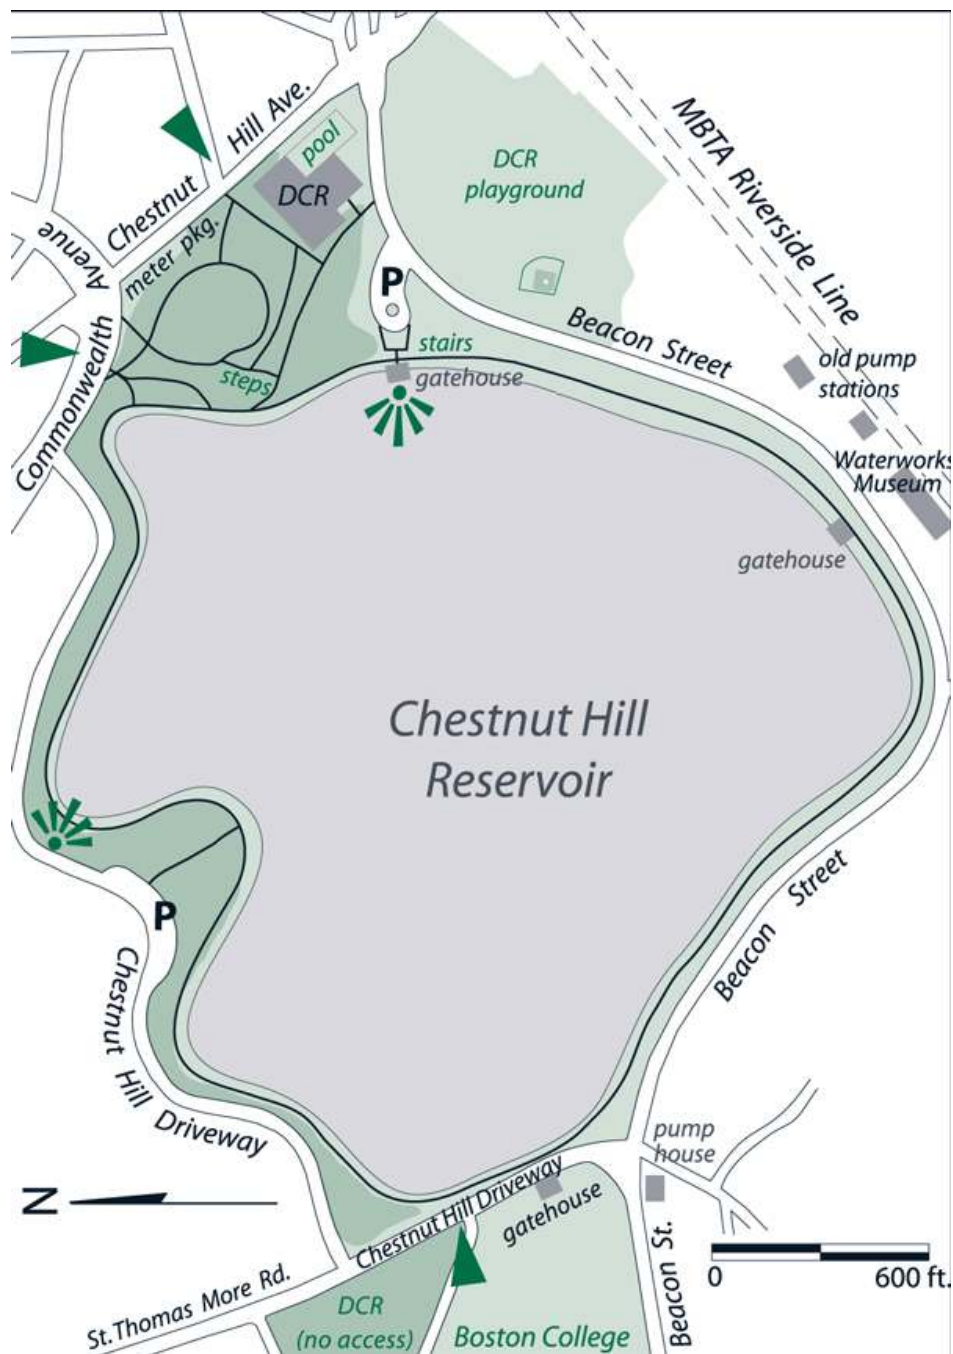 Chestnut Hill Ave.
pool
DCR
DCR
playground
MBTA Riverside Line
Commonwealth Avenue
meter pkg.
P
stairs
gatehouse
steps
Beacon Street
old pump
stations
Waterworks
Museum
gatehouse
Chestnut Hill
Reservoir
P
Chestnut Hill Driveway
Beacon Street
pump
house
N
Chestnut Hill Driveway
gatehouse
Beacon St.
0 600 ft.
St. Thomas More Rd.
DCR
(no access)
Boston College